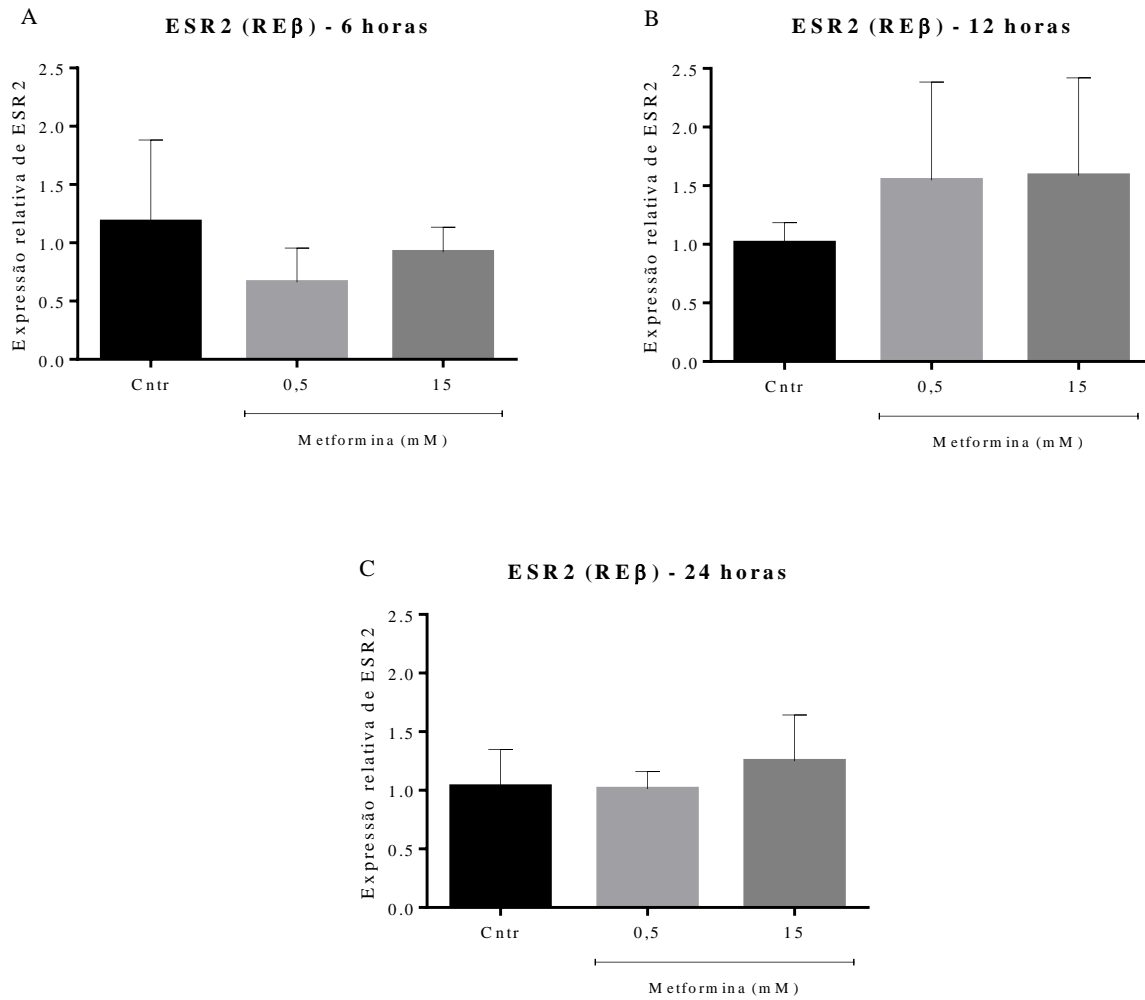 A
ESR2 (REβ) - 6 horas
Expressão relativa de ESR2
2.5
2.0
1.5
1.0
0.5
0.0
Cntr 0,5 15
Metformina (mM)
B
ESR2 (REβ) - 12 horas
Expressão relativa de ESR2
2.5
2.0
1.5
1.0
0.5
0.0
Cntr 0,5 15
Metformina (mM)
C
ESR2 (REβ) - 24 horas
Expressão relativa de ESR2
2.5
2.0
1.5
1.0
0.5
0.0
Cntr 0,5 15
Metformina (mM)